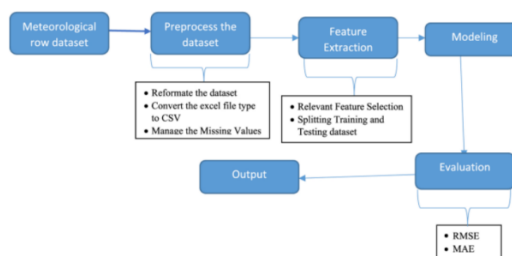 Meteorological
row dataset
Preprocess the
dataset
Feature
Extraction
Modeling
• Reformate the dataset
• Convert the excel file type
to CSV
• Manage the Missing Values
• Relevant Feature Selection
• Splitting Training and
Testing dataset
Output
Evaluation
• RMSE
• MAE